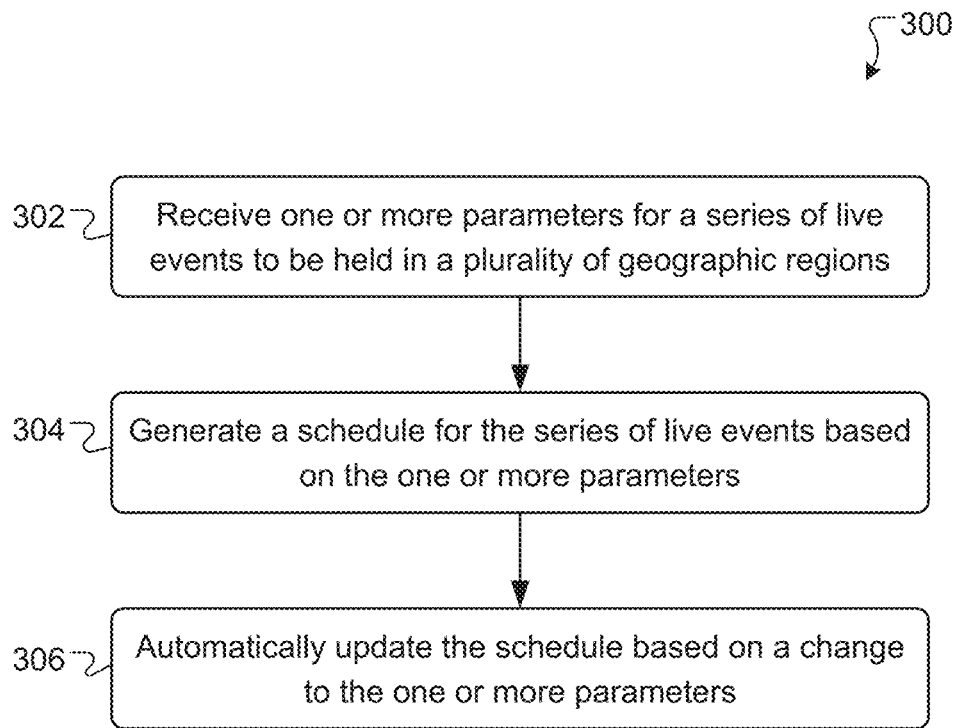 300
302
Receive one or more parameters for a series of live
events to be held in a plurality of geographic regions
304
Generate a schedule for the series of live events based
on the one or more parameters
306
Automatically update the schedule based on a change
to the one or more parameters